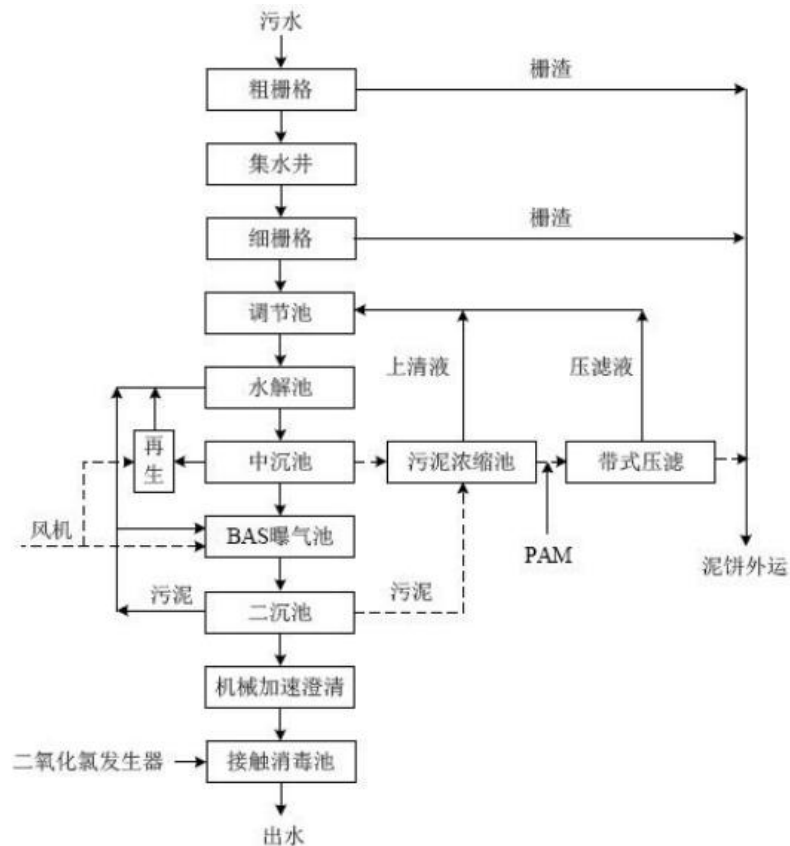 污水
粗栅格
栅渣
集水井
细栅格
栅渣
调节池
上清液
压滤液
水解池
再生
中沉池
污泥浓缩池
带式压滤
风机
BAS曝气池
PAM
泥饼外运
污泥
二沉池
污泥
机械加速澄清
二氧化氯发生器
接触消毒池
出水